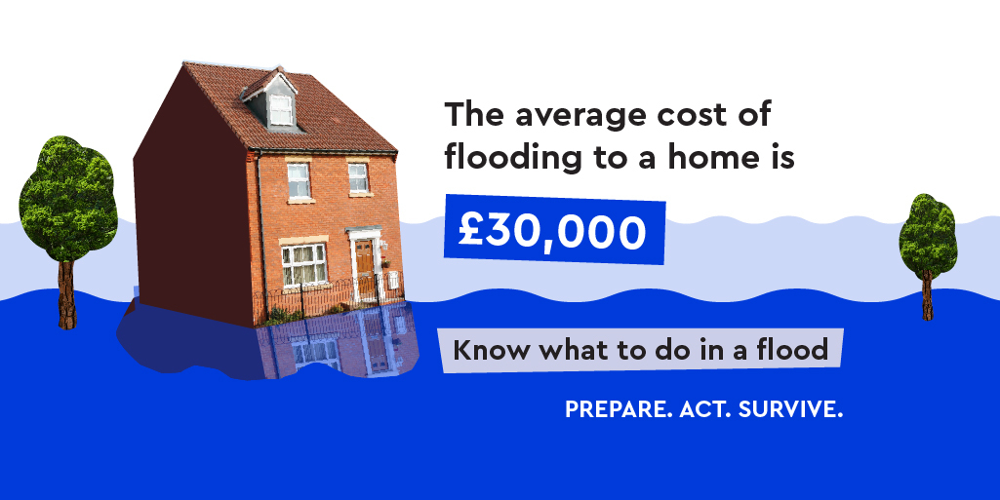 The average cost of
flooding to a home is
£30,000
Know what to do in a flood
PREPARE. ACT. SURVIVE.